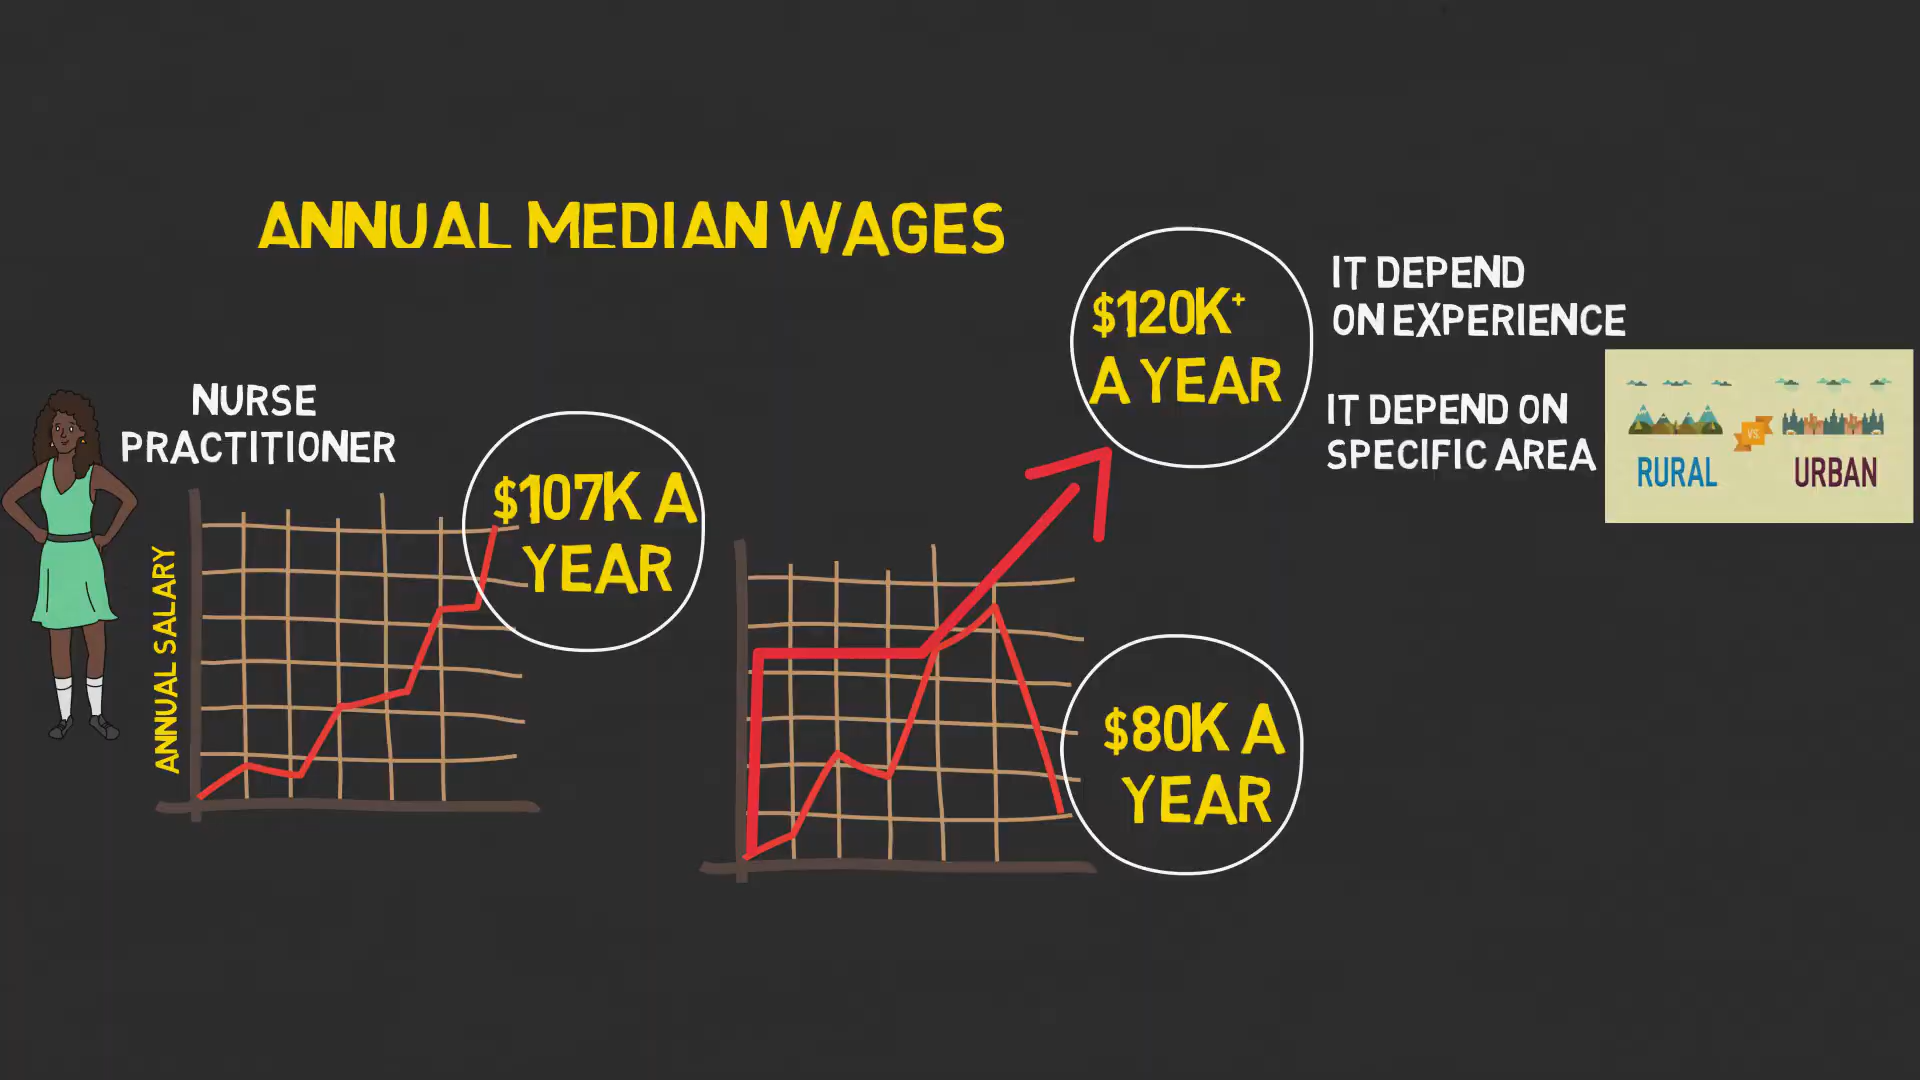 ANNUAL MEDIAN WAGES
NURSE
PRACTITIONER
ANNUAL SALARY
$107K A
YEAR
$120K+
A YEAR
$80K A
YEAR
IT DEPEND
ON EXPERIENCE
IT DEPEND ON
SPECIFIC AREA
RURAL
VS.
URBAN